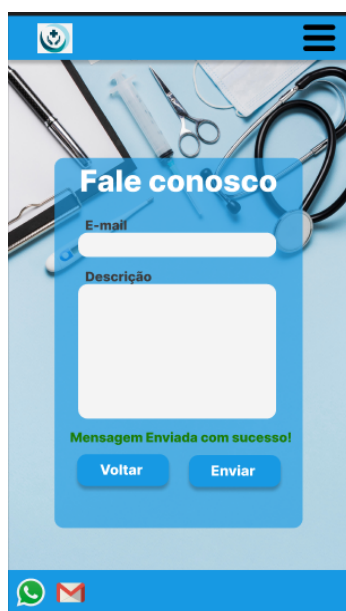 Fale conosco
E-mail
Descrição
Mensagem Enviada com sucesso!
Voltar
Enviar